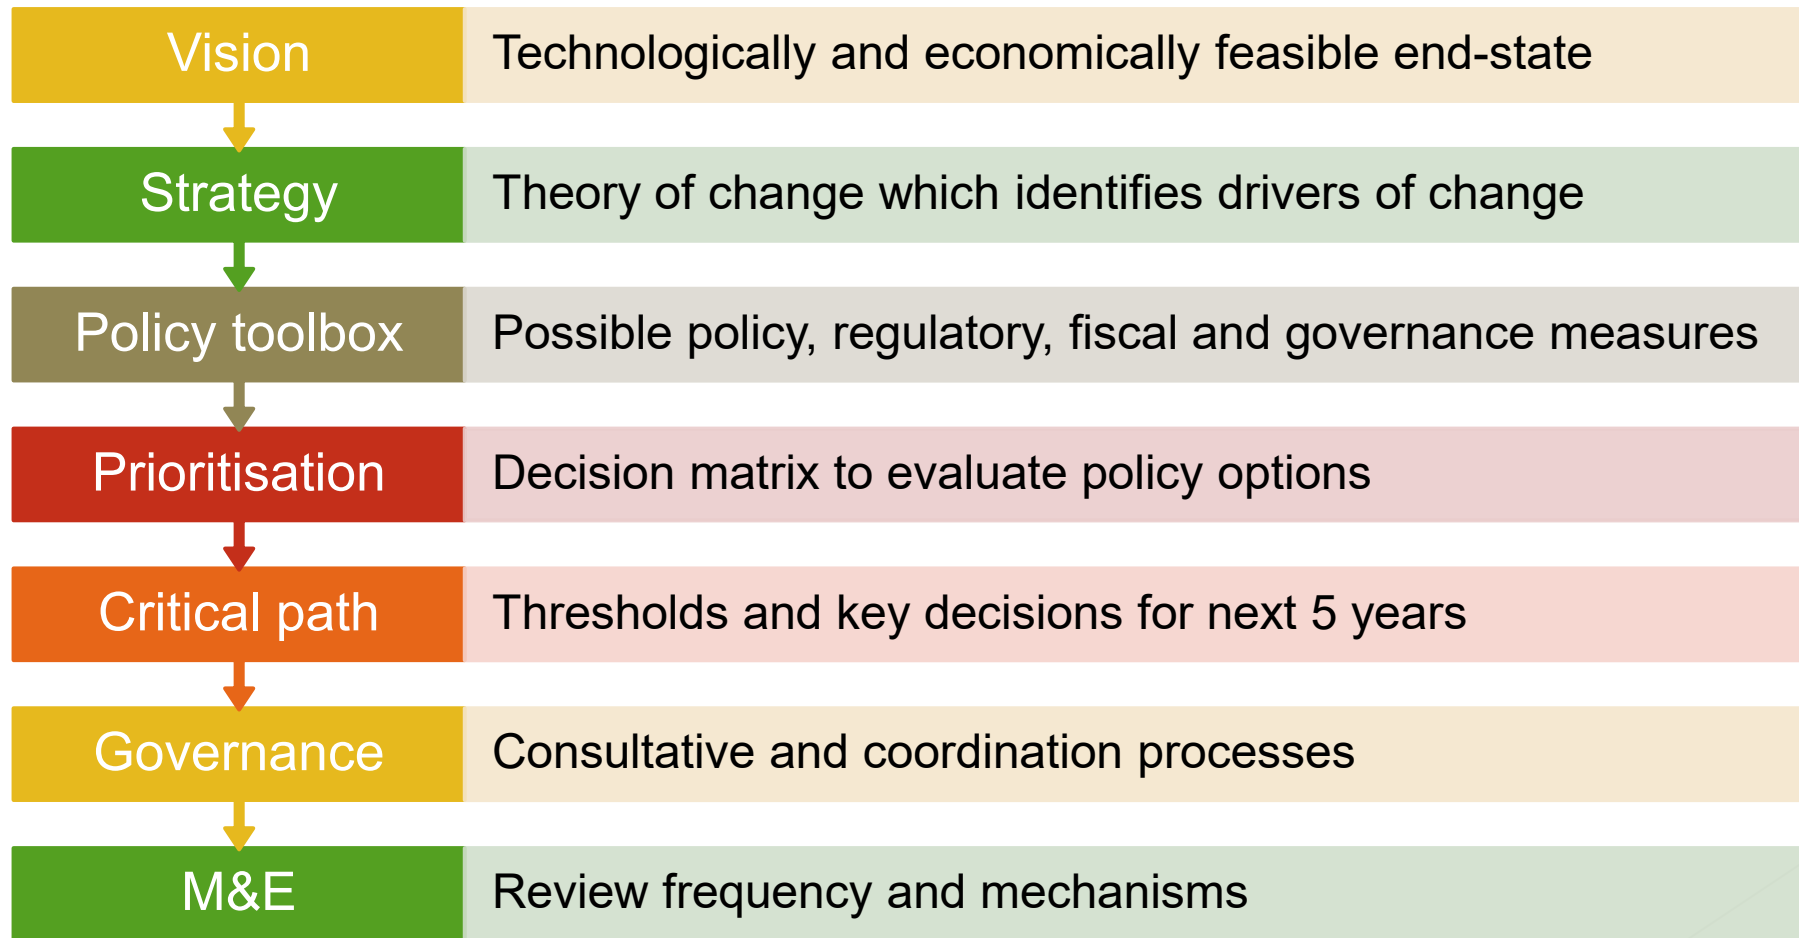 Vision
Technologically and economically feasible end-state
Strategy
Theory of change which identifies drivers of change
Policy toolbox
Possible policy, regulatory, fiscal and governance measures
Prioritisation
Decision matrix to evaluate policy options
Critical path
Thresholds and key decisions for next 5 years
Governance
Consultative and coordination processes
M&E
Review frequency and mechanisms